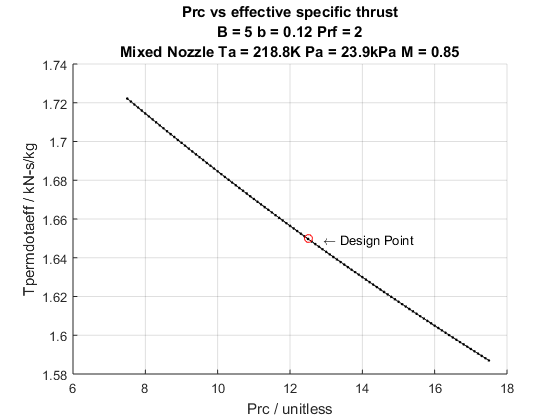 Prc vs effective specific thrust
B = 5 b = 0.12 Prf = 2
Mixed Nozzle Ta = 218.8K Pa = 23.9kPa M = 0.85
1.74
1.72
1.7
1.68
1.66
1.64
1.62
1.6
1.58
Tpermdotaeff / kN-s/kg
← Design Point
6
8
10
12
14
16
18
Prc / unitless